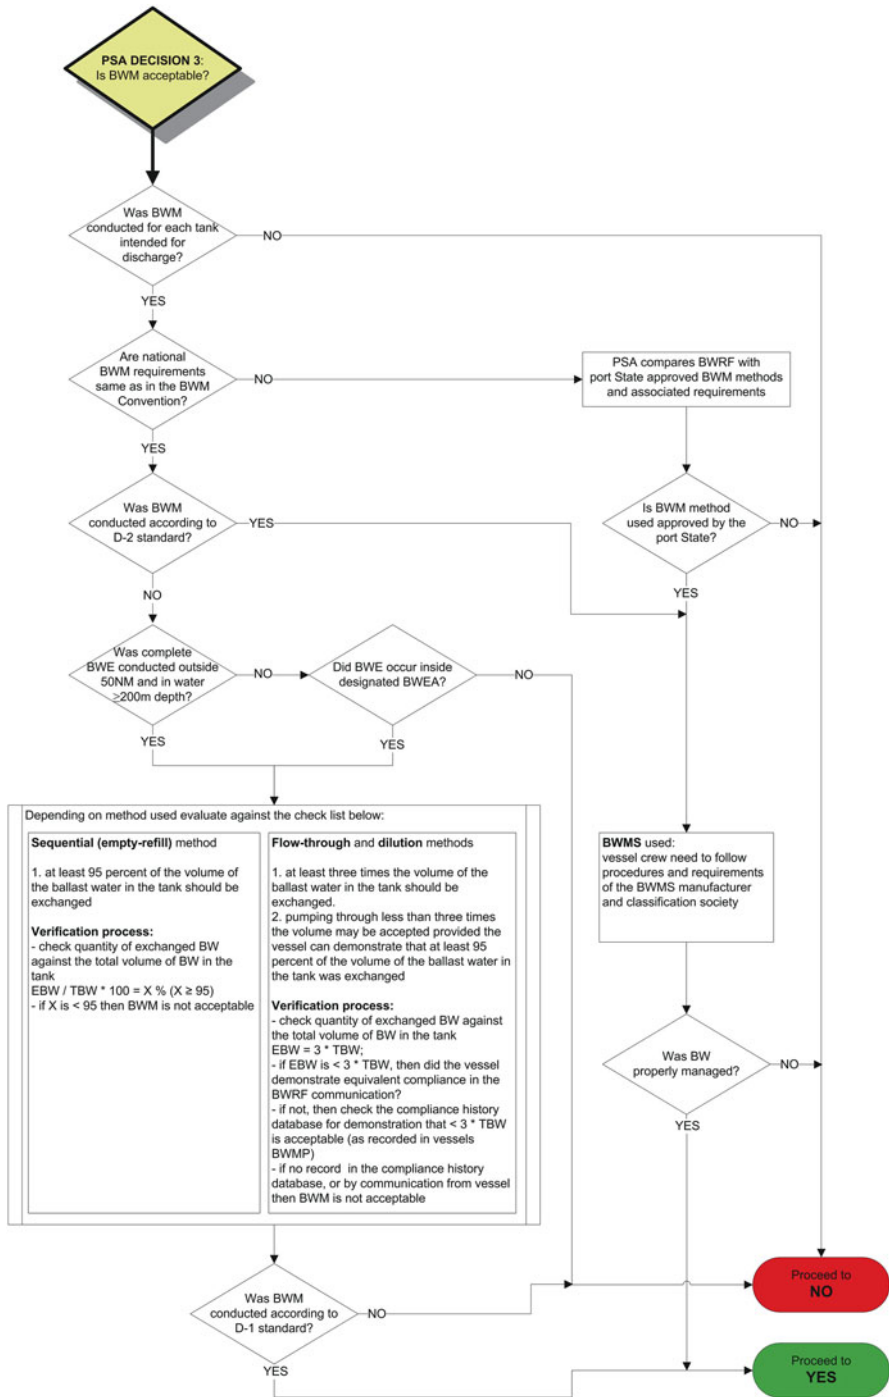 PSA DECISION 3:
Is BWM acceptable?
Was BWM
conducted for each tank
intended for
discharge?
NO
YES
Are national
BWM requirements
same as in the BWM
Convention?
NO
PSA compares BWRF with
port State approved BWM methods
and associated requirements
YES
Was BWM
conducted according to
D-2 standard?
YES
Is BWM method
used approved by the
port State?
NO
NO
YES
Was complete
BWE conducted outside
50NM and in water
≥200m depth?
NO
Did BWE occur inside
designated BWEA?
NO
YES
YES
Depending on method used evaluate against the check list below:
Sequential (empty-refill) method
1. at least 95 percent of the volume of
the ballast water in the tank should be
exchanged
Verification process:
- check quantity of exchanged BW
against the total volume of BW in the
tank
EBW / TBW * 100 = X % (X ≥ 95)
- if X is < 95 then BWM is not acceptable
Flow-through and dilution methods
1. at least three times the volume of the
ballast water in the tank should be
exchanged.
2. pumping through less than three times
the volume may be accepted provided the
vessel can demonstrate that at least 95
percent of the volume of the ballast water in
the tank was exchanged
Verification process:
- check quantity of exchanged BW against
the total volume of BW in the tank
EBW = 3 * TBW;
- if EBW is < 3 * TBW, then did the vessel
demonstrate equivalent compliance in the
BWRF communication?
- if not, then check the compliance history
database for demonstration that < 3 * TBW
is acceptable (as recorded in vessels
BWMP)
- if no record in the compliance history
database, or by communication from vessel
then BWM is not acceptable
BWMS used:
vessel crew need to follow
procedures and requirements
of the BWMS manufacturer
and classification society
Was BW
properly managed?
NO
YES
Was BWM
conducted according to
D-1 standard?
NO
YES
Proceed to
NO
Proceed to
YES